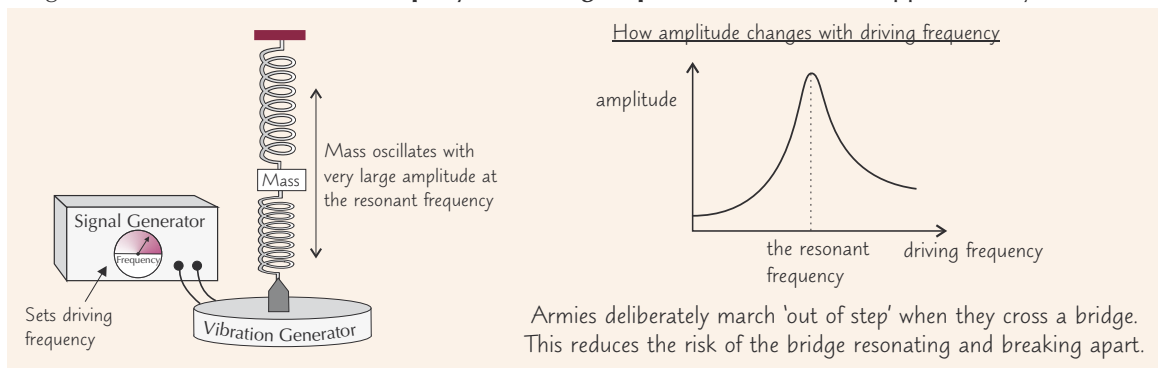 Mass oscillates with
very large amplitude at
the resonant frequency
Mass
Signal Generator
Frequency
Sets driving
frequency
Vibration Generator
How amplitude changes with driving frequency
amplitude
the resonant
frequency
driving frequency
Armies deliberately march ‘out of step’ when they cross a bridge.
This reduces the risk of the bridge resonating and breaking apart.